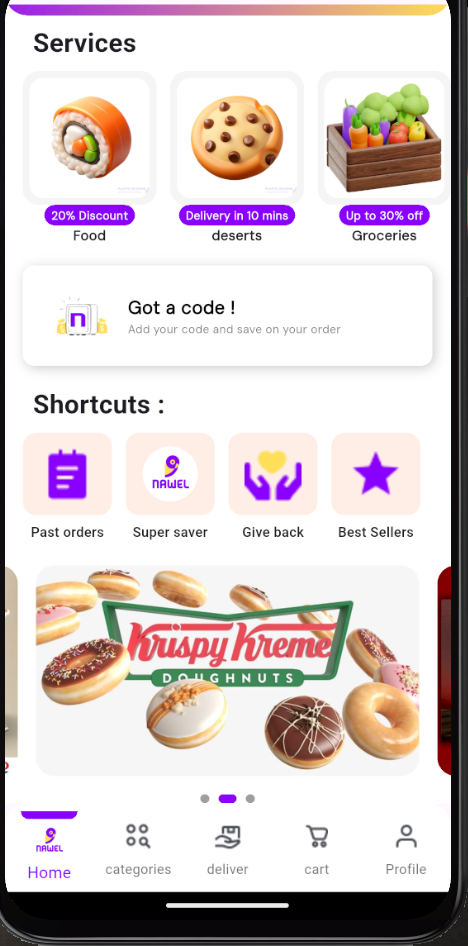 Services
20% Discount
Delivery in 10 mins
Up to 30% off
Food
deserts
Groceries
n
Got a code !
Add your code and save on your order
Shortcuts :
NAWEL
Past orders
Super saver
Give back
Best Sellers
Krispy Kreme
DOUGHNUTS
NAWEL
Home
categories
deliver
cart
Profile